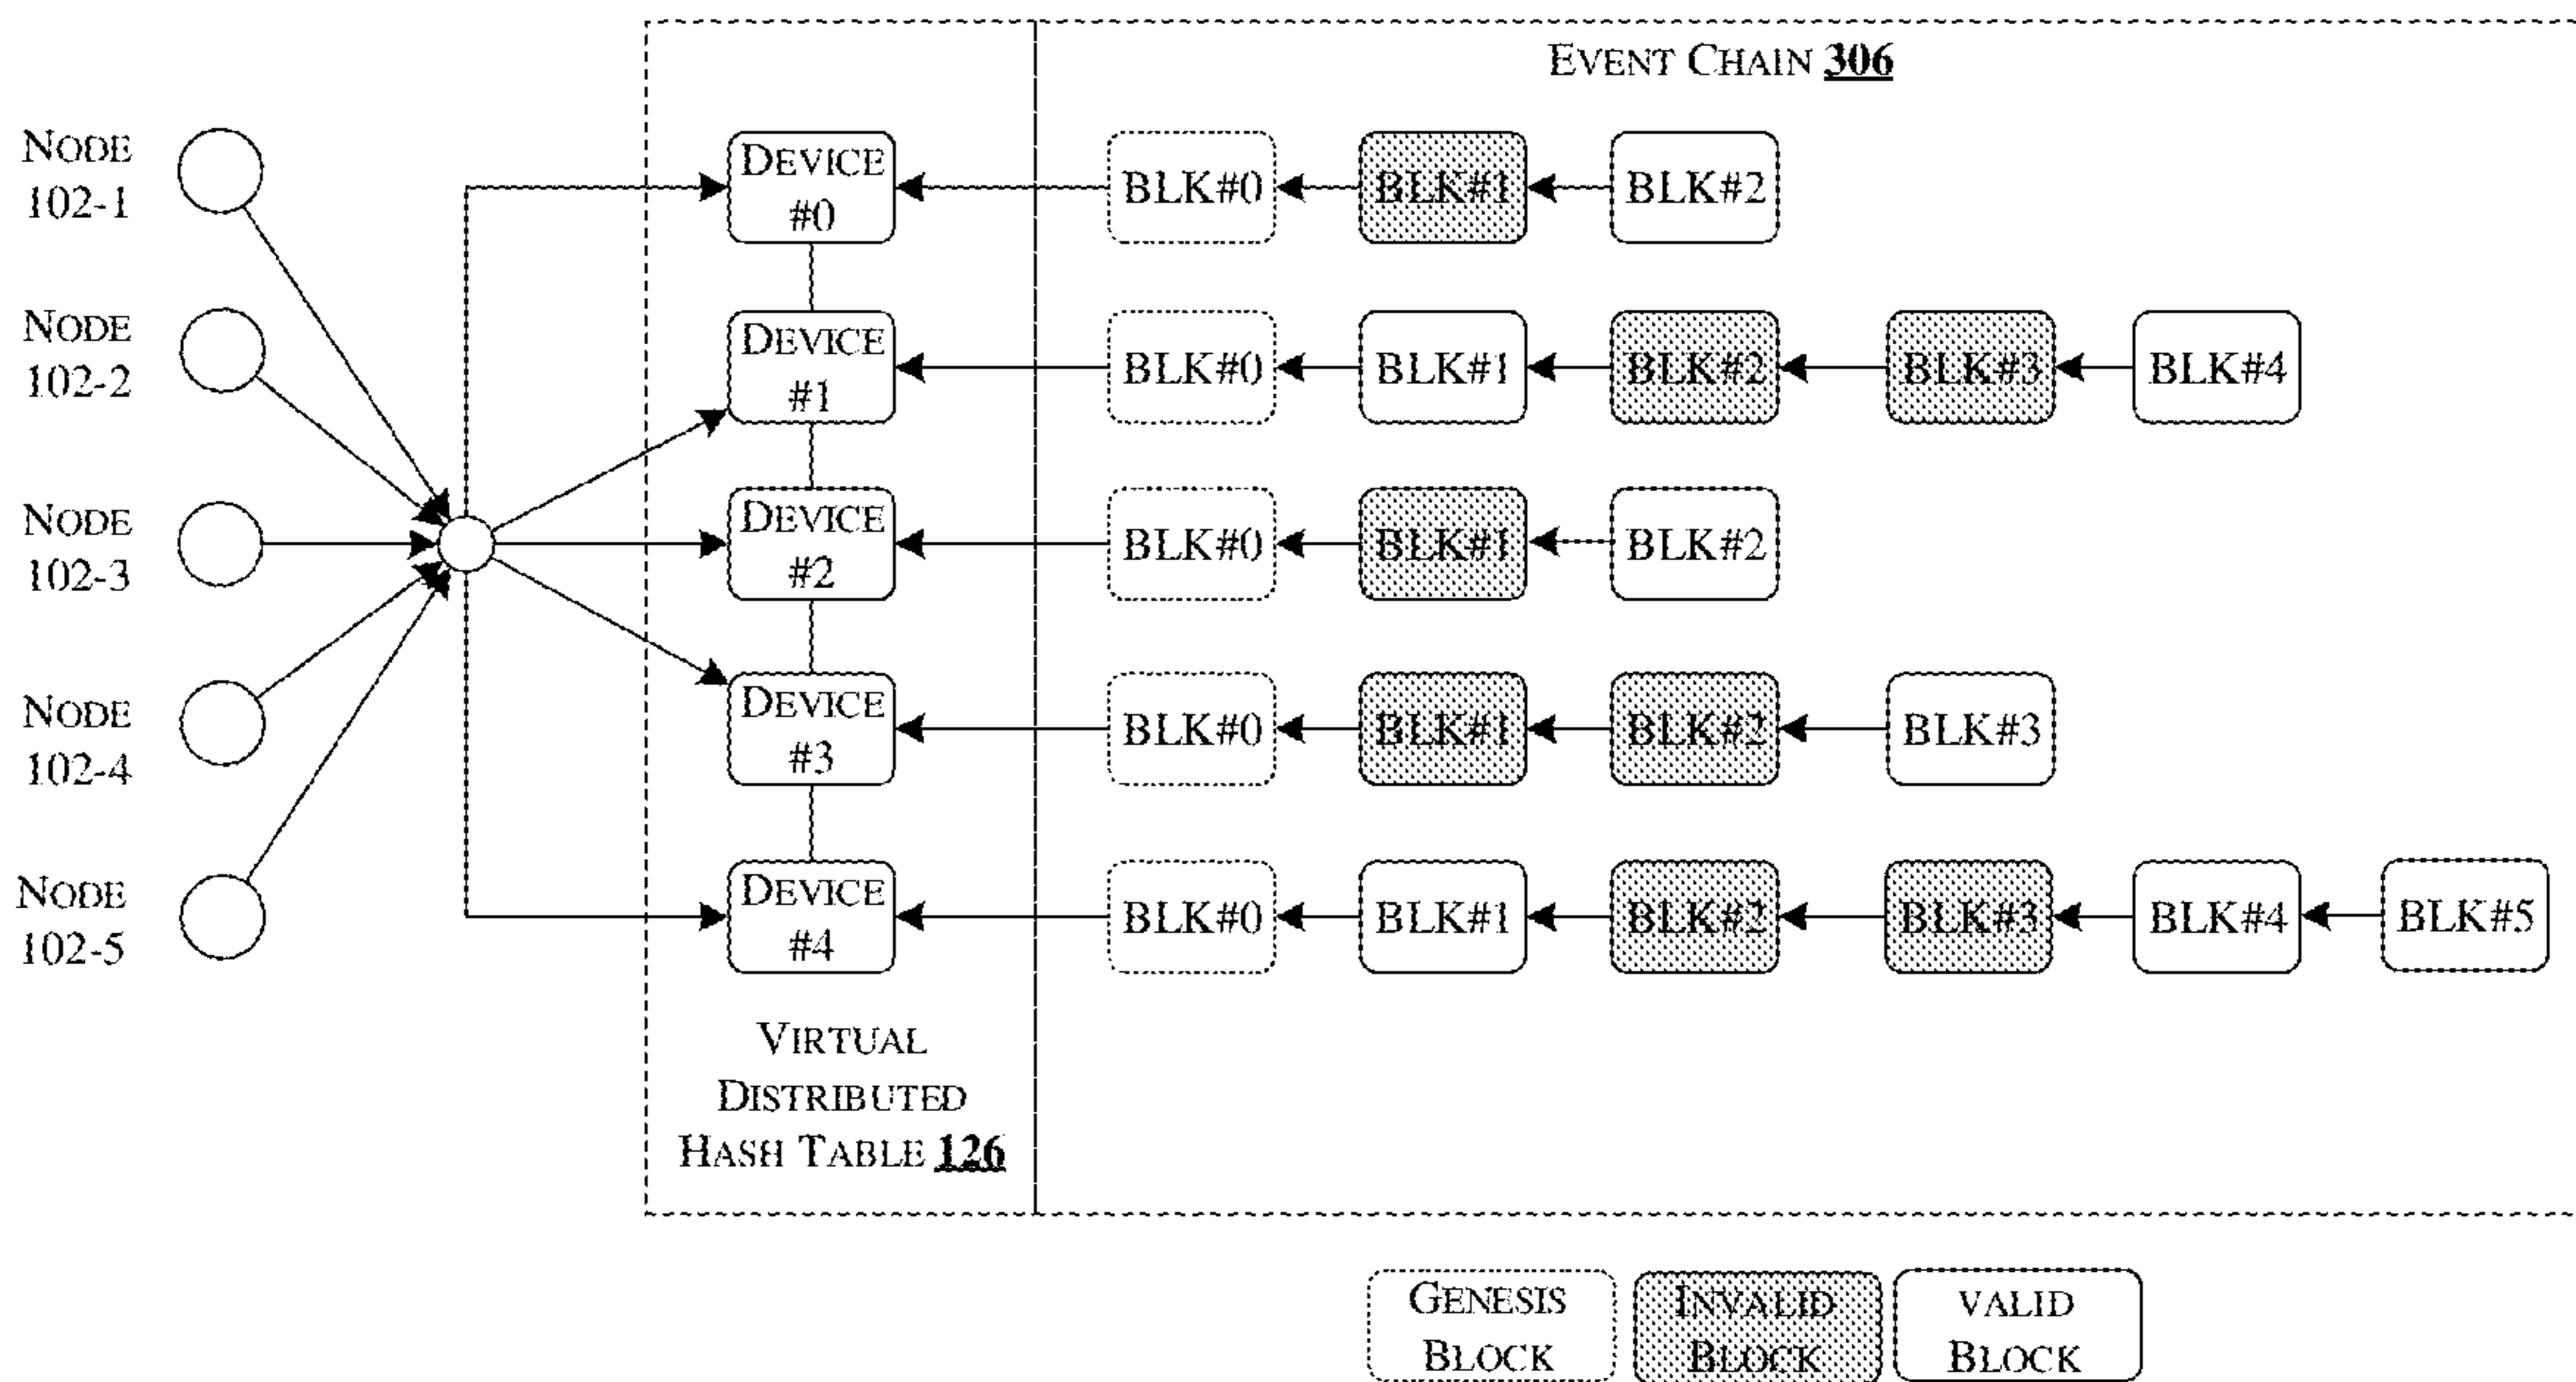 EVENT CHAIN 306
NODE
102-1
DEVICE
#0
BLK#0
BLK#1
BLK#2
NODE
102-2
DEVICE
#1
BLK#0
BLK#1
BLK#2
BLK#3
BLK#4
NODE
102-3
DEVICE
#2
BLK#0
BLK#1
BLK#2
NODE
102-4
DEVICE
#3
BLK#0
BLK#1
BLK#2
BLK#3
NODE
102-5
DEVICE
#4
BLK#0
BLK#1
BLK#2
BLK#3
BLK#4
BLK#5
VIRTUAL
DISTRIBUTED
HASH TABLE 126
GENESIS
BLOCK
INVALID
BLOCK
VALID
BLOCK